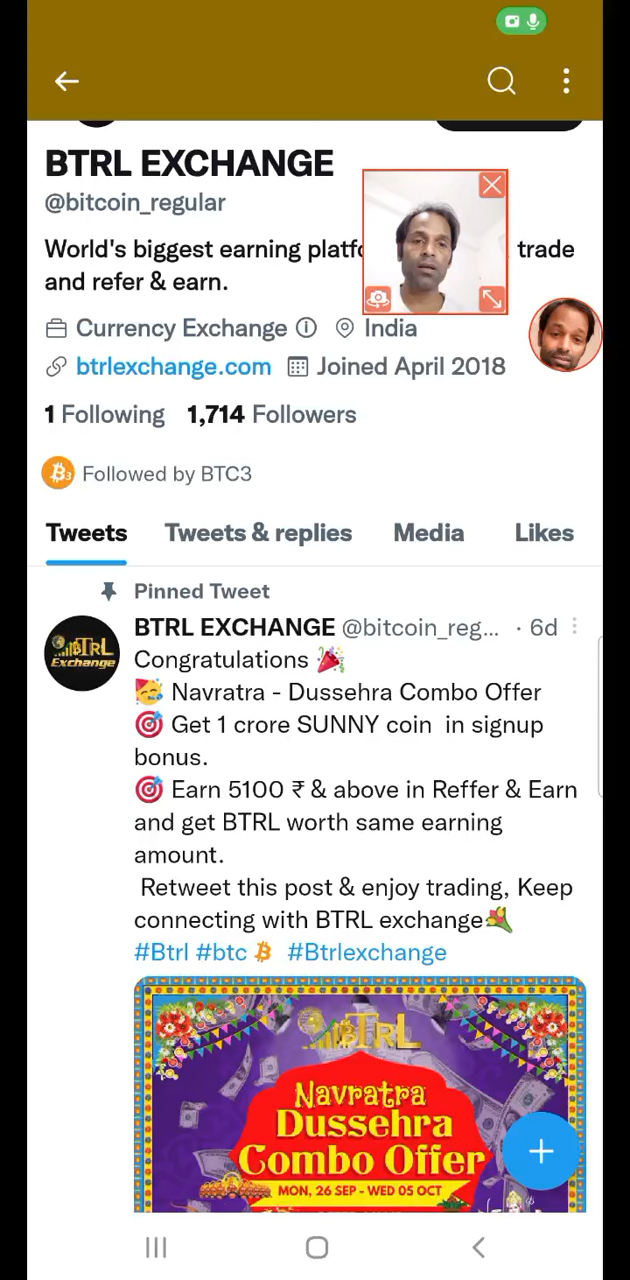 BTRL EXCHANGE
@bitcoin_regular
World's biggest earning platfo trade
and refer & earn.
Currency Exchange India
btrlexchange.com Joined April 2018
1 Following 1,714 Followers
Followed by BTC3
Tweets Tweets & replies Media Likes
Pinned Tweet
BTRL EXCHANGE @bitcoin_reg... · 6d
BTRL
Exchange
Congratulations 🎉
🥳 Navratra - Dussehra Combo Offer
🎯 Get 1 crore SUNNY coin in signup
bonus.
🎯 Earn 5100 ₹ & above in Reffer & Earn
and get BTRL worth same earning
amount.
Retweet this post & enjoy trading, Keep
connecting with BTRL exchange💐
#Btrl #btc #Btrlexchange
BTRL
Navratra
Dussehra
Combo Offer
MON, 26 SEP - WED 05 OCT